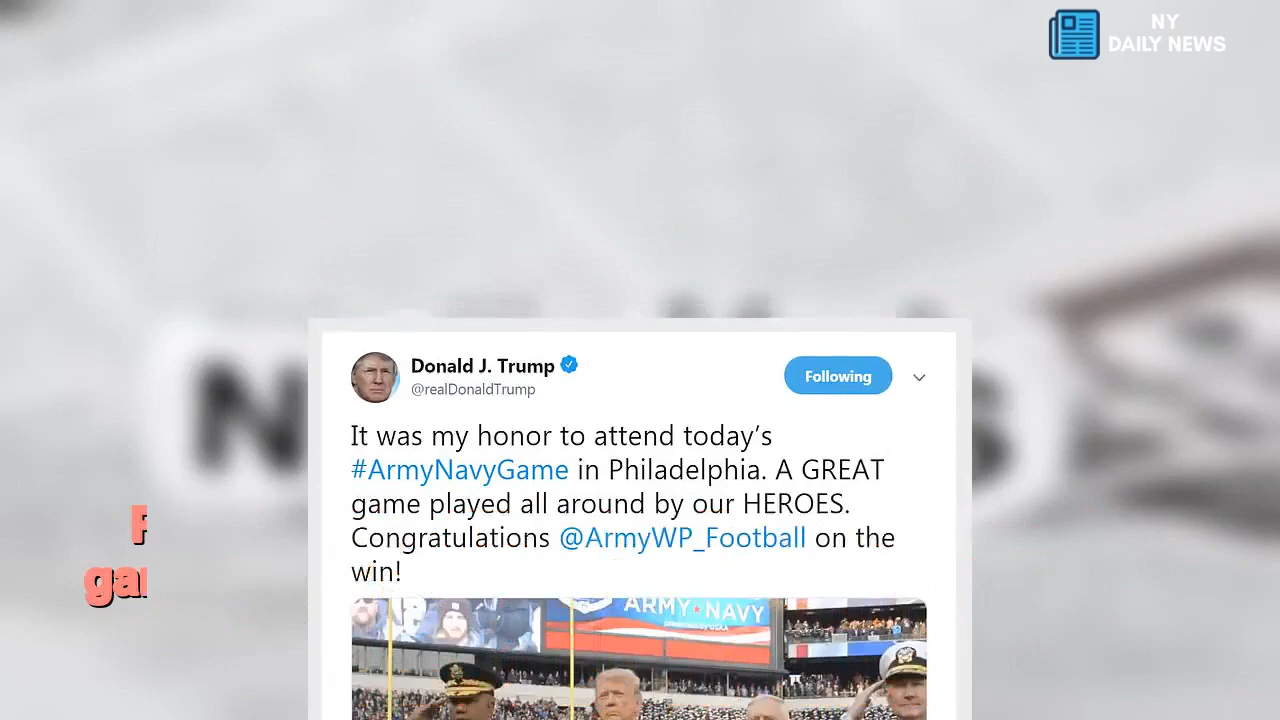 NY
DAILY NEWS
Donald J. Trump
@realDonaldTrump
Following
It was my honor to attend today's
#ArmyNavyGame in Philadelphia. A GREAT
game played all around by our HEROES.
Congratulations @ArmyWP_Football on the
win!
ARMY★NAVY